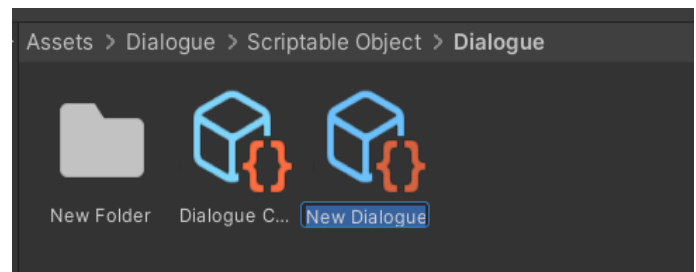 Assets > Dialogue > Scriptable Object > Dialogue
New Folder
Dialogue C...
New Dialogue